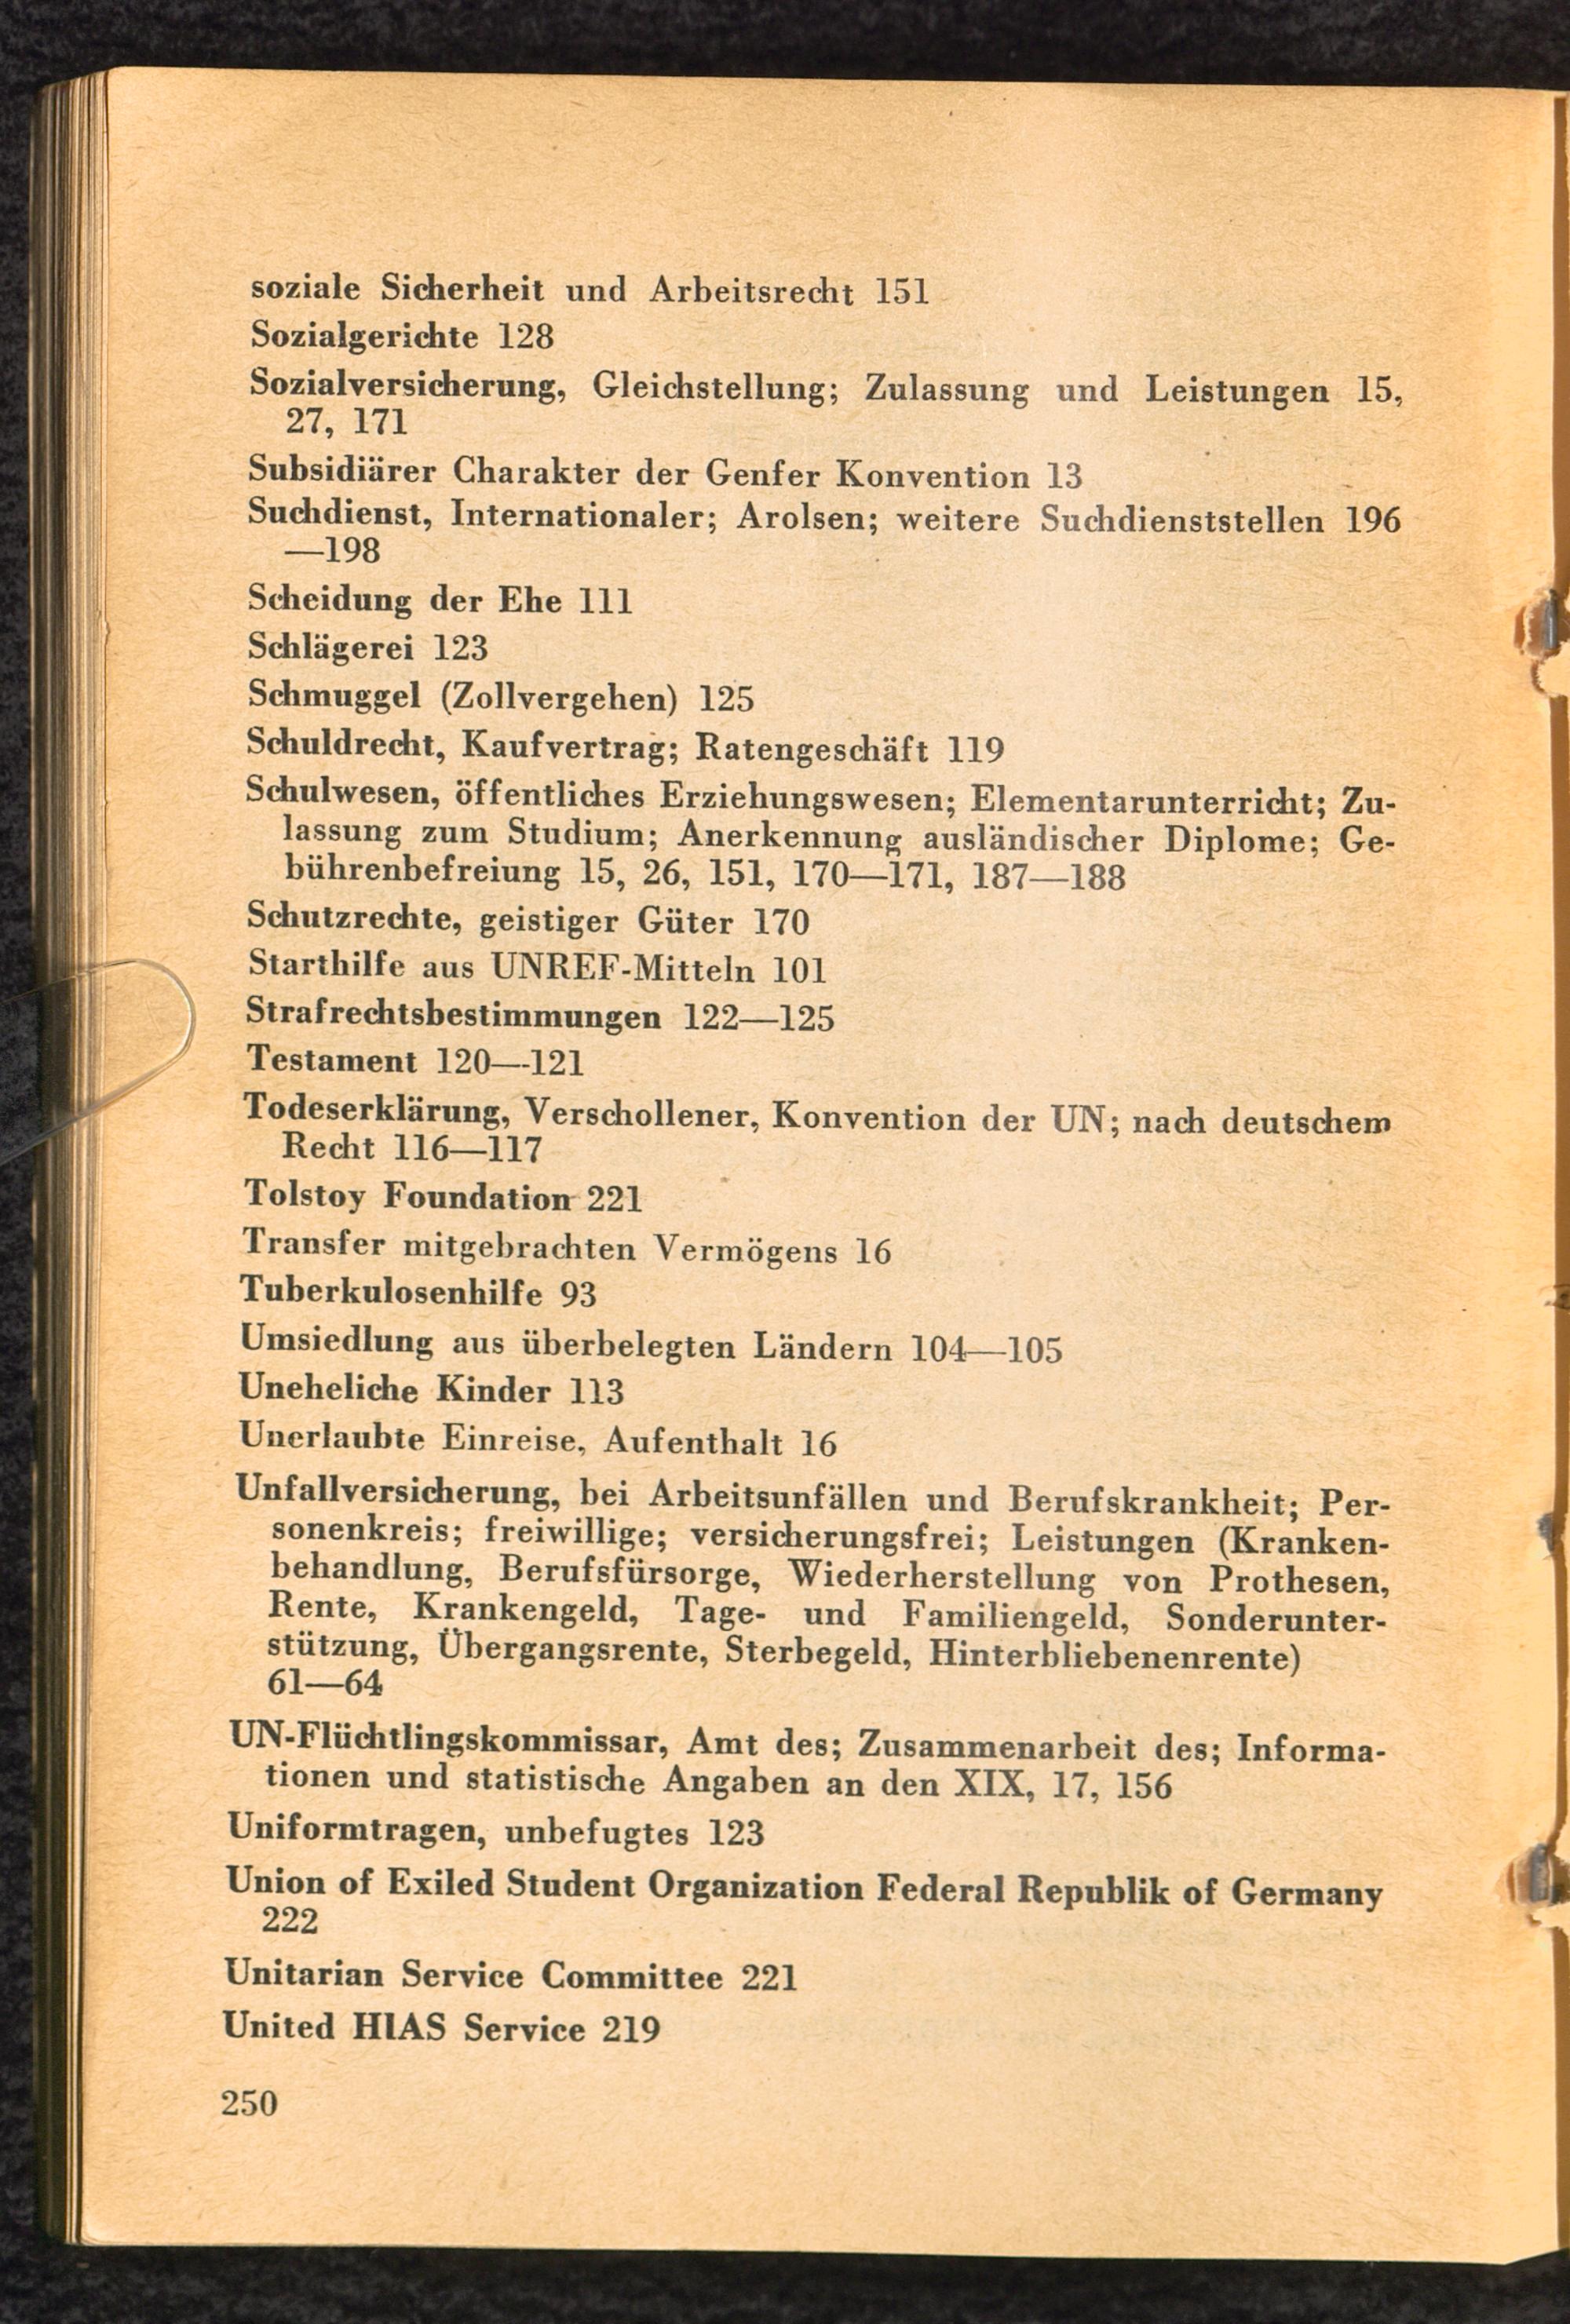 soziale Sicherheit und Arbeitsrecht 151
Sozialgerichte 128
Sozialversicherung, Gleichstellung; Zulassung und Leistungen 15,
27, 171
Subsidiärer Charakter der Genfer Konvention 13
Suchdienst, Internationaler; Arolsen; weitere Suchdienststellen 196
—198
Scheidung der Ehe 111
Schlägerei 123
Schmuggel (Zollvergehen) 125
Schuldrecht, Kaufvertrag; Ratengeschäft 119
Schulwesen, öffentliches Erziehungswesen; Elementarunterricht; Zu-
lassung zum Studium; Anerkennung ausländischer Diplome; Ge-
bührenbefreiung 15, 26, 151, 170—171, 187—188
Schutzrechte, geistiger Güter 170
Starthilfe aus UNREF-Mitteln 101
Strafrechtsbestimmungen 122—125
Testament 120—121
Todeserklärung, Verschollener, Konvention der UN; nach deutschem
Recht 116—117
Tolstoy Foundation 221
Transfer mitgebrachten Vermögens 16
Tuberkulosenhilfe 93
Umsiedlung aus überbelegten Ländern 104—105
Uneheliche Kinder 113
Unerlaubte Einreise, Aufenthalt 16
Unfallversicherung, bei Arbeitsunfällen und Berufskrankheit; Per-
sonenkreis; freiwillige; versicherungsfrei; Leistungen (Kranken-
behandlung, Berufsfürsorge, Wiederherstellung von Prothesen,
Rente, Krankengeld, Tage- und Familiengeld, Sonderunter-
stützung, Übergangsrente, Sterbegeld, Hinterbliebenenrente)
61—64
UN-Flüchtlingskommissar, Amt des; Zusammenarbeit des; Informa-
tionen und statistische Angaben an den XIX, 17, 156
Uniformtragen, unbefugtes 123
Union of Exiled Student Organization Federal Republik of Germany
222
Unitarian Service Committee 221
United HIAS Service 219
250